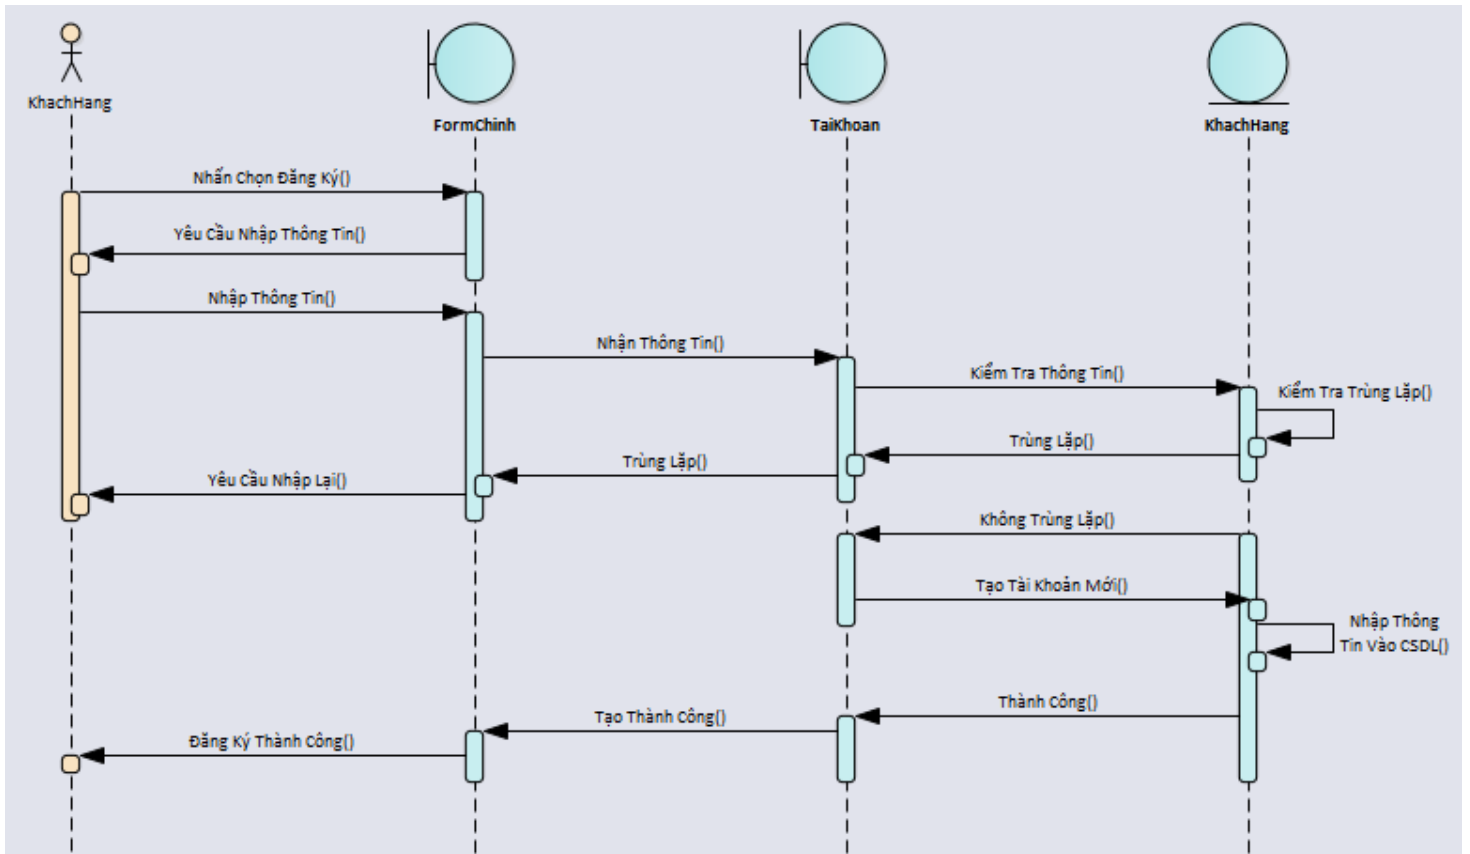 KhachHang
FormChinh
TaiKhoan
KhachHang
Nhấn Chọn Đăng Ký()
Yêu Cầu Nhập Thông Tin()
Nhập Thông Tin()
Nhận Thông Tin()
Kiểm Tra Thông Tin()
Kiểm Tra Trùng Lặp()
Trùng Lặp()
Trùng Lặp()
Yêu Cầu Nhập Lại()
Không Trùng Lặp()
Tạo Tài Khoản Mới()
Nhập Thông
Tin Vào CSDL()
Thành Công()
Tạo Thành Công()
Đăng Ký Thành Công()